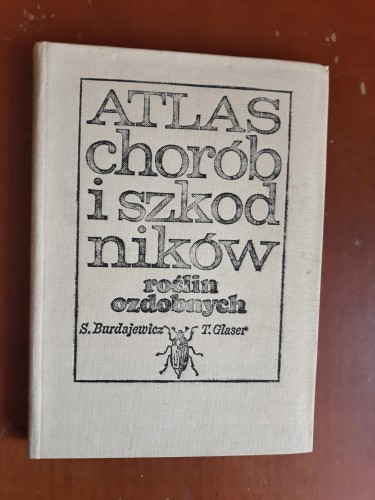 ATLAS
chorób
i szkod
ników
roślin
ozdobnych
S. Burdajewicz T. Glaser